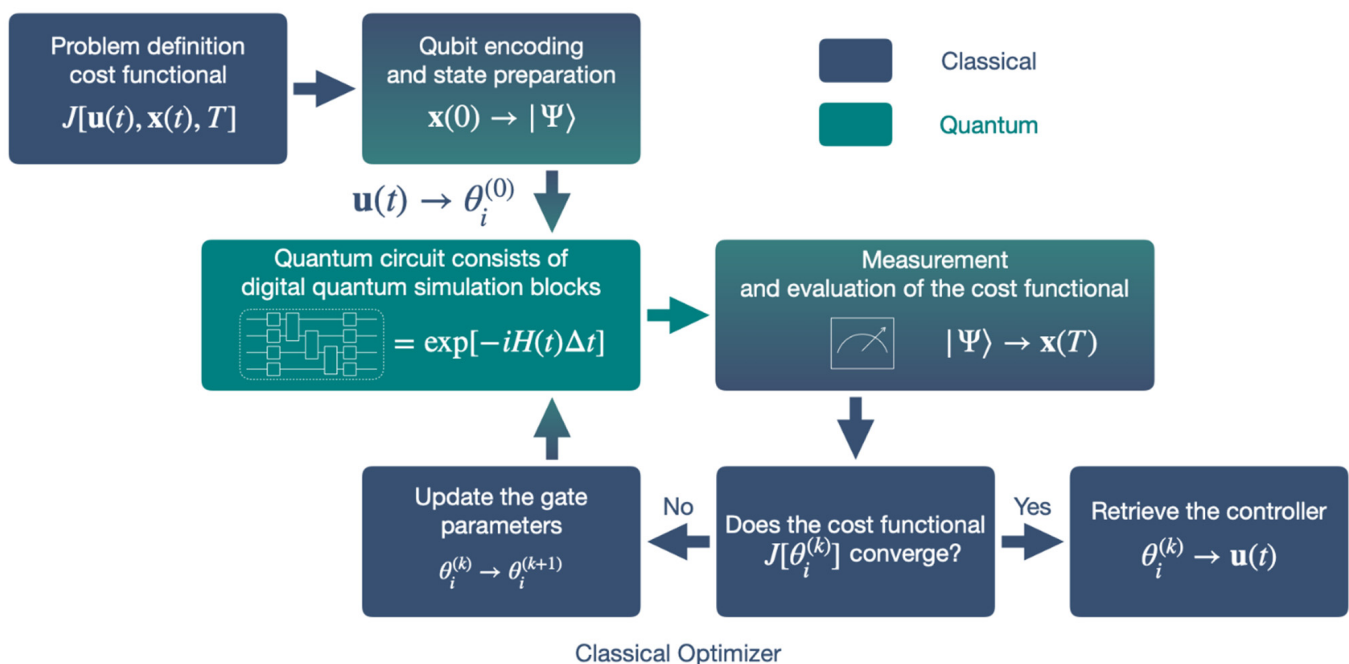 Problem definition
cost functional
J[u(t), x(t), T]
Qubit encoding
and state preparation
x(0) → |Ψ⟩
Classical
Quantum
u(t) → θ_i^{(0)}
Quantum circuit consists of
digital quantum simulation blocks
= exp[−iH(t)Δt]
Measurement
and evaluation of the cost functional
|Ψ⟩ → x(T)
Update the gate
parameters
θ_i^{(k)} → θ_i^{(k+1)}
No
Does the cost functional
J[θ_i^{(k)}] converge?
Yes
Retrieve the controller
θ_i^{(k)} → u(t)
Classical Optimizer